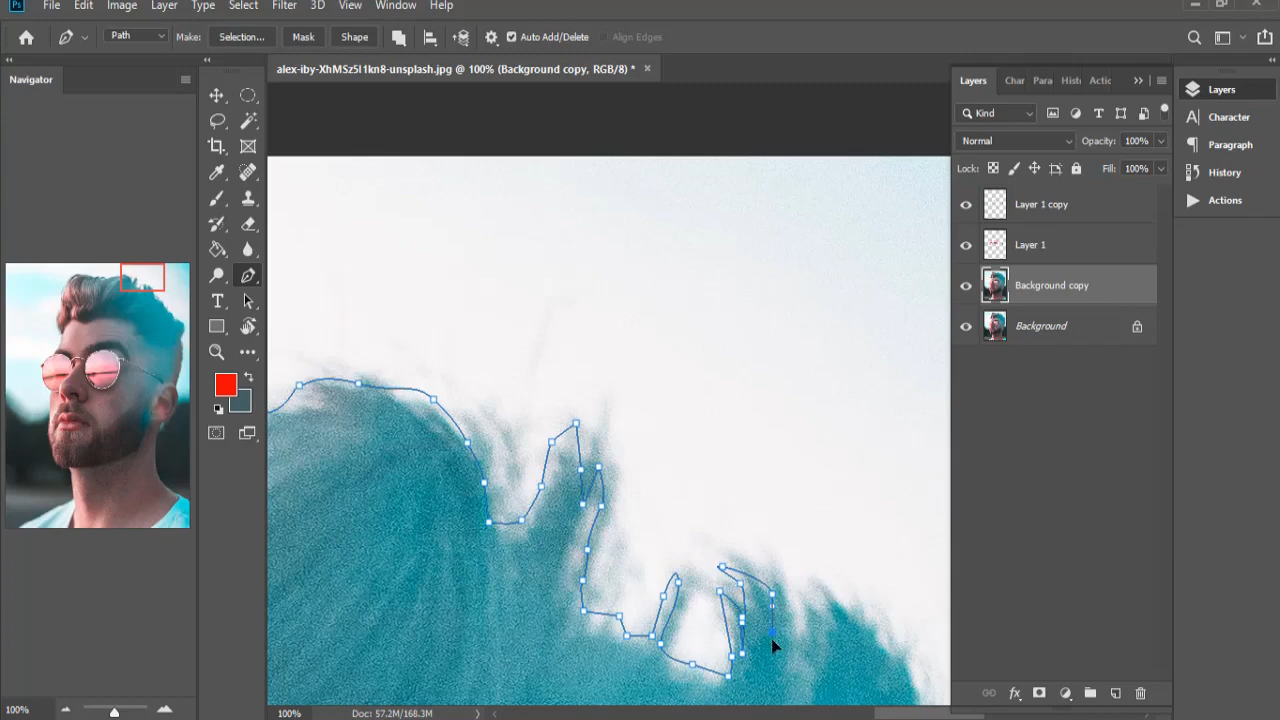 Ps File Edit Image Layer Type Select Filter 3D View Window Help
Path Make: Selection... Mask Shape Auto Add/Delete Align Edges
Navigator
alex-iby-XhMSz5l1kn8-unsplash.jpg @ 100% (Background copy, RGB/8) *
Layers Char Para Hist Actic
Kind
Normal Opacity: 100%
Lock: Fill: 100%
Layer 1 copy
Layer 1
Background copy
Background
Layers
Character
Paragraph
History
Actions
T
100%
100% Doc: 57.2M/168.3M
fx